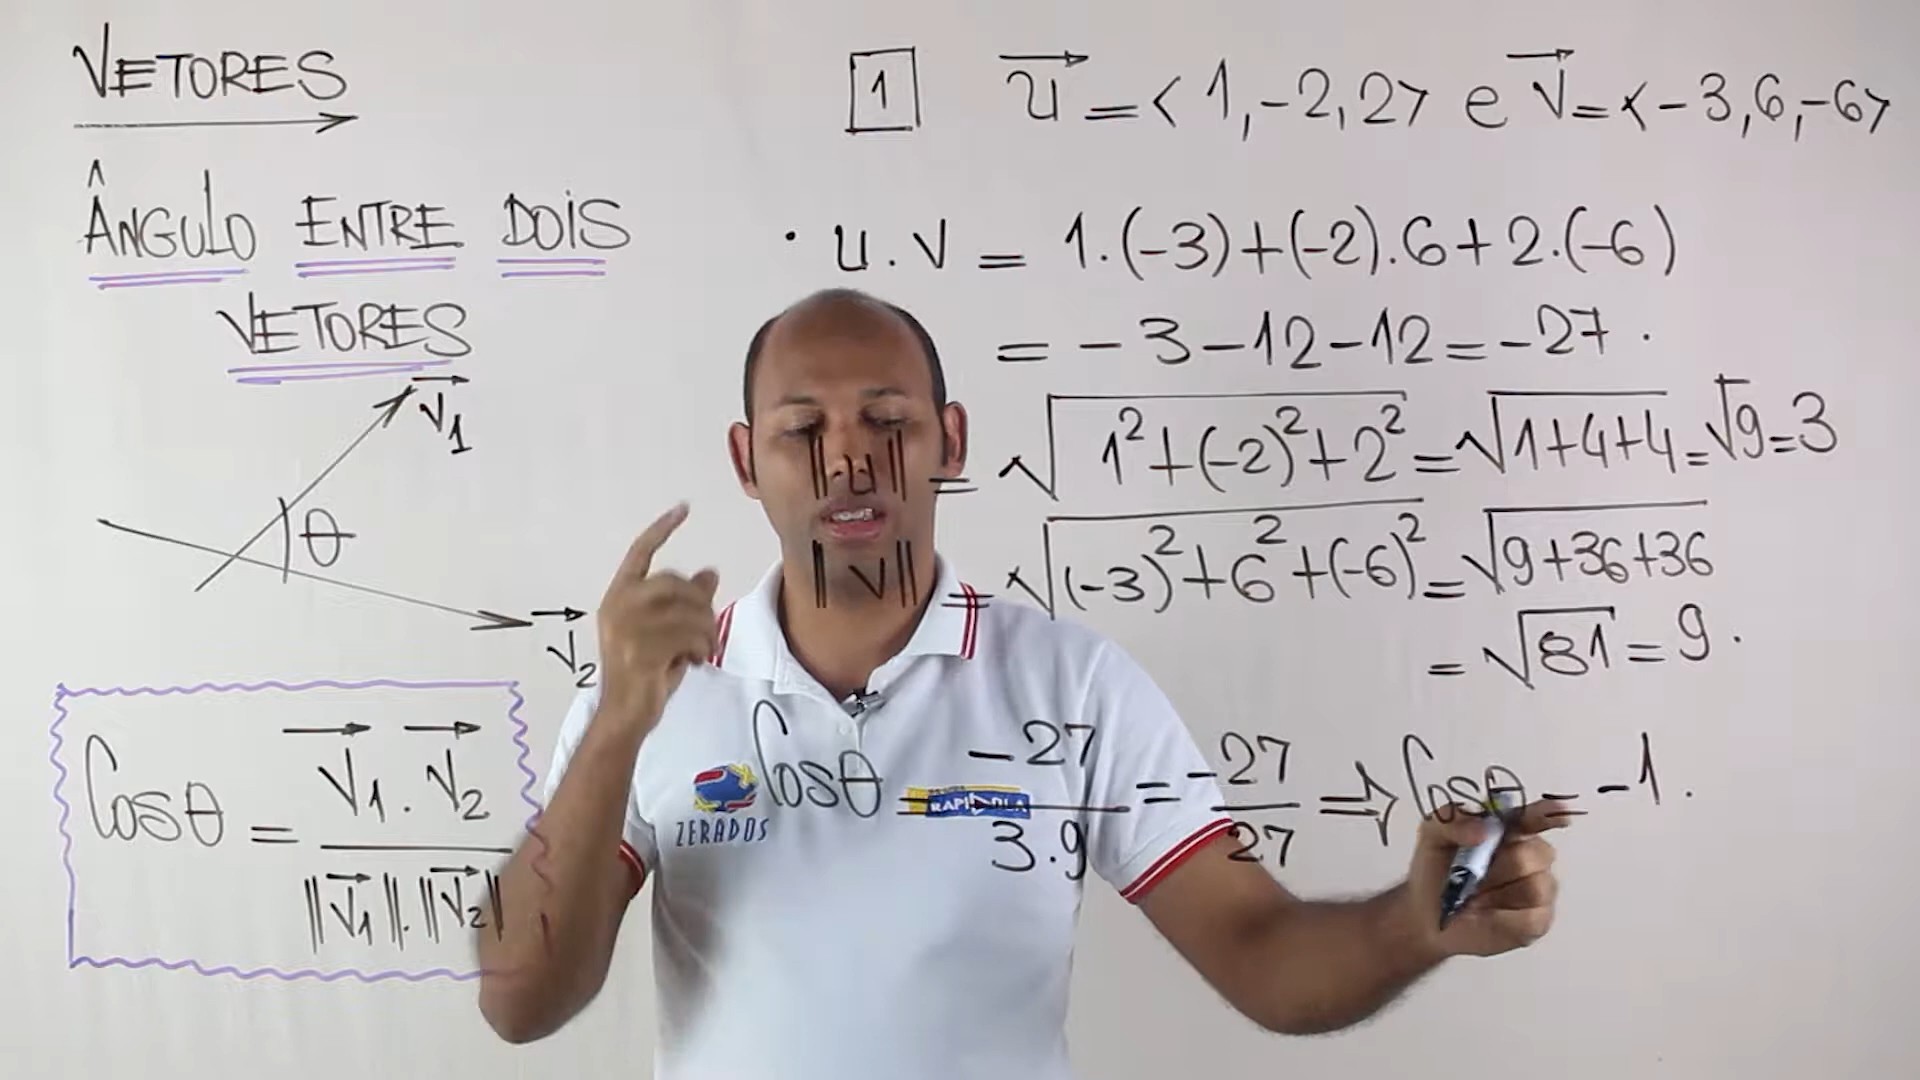 VETORES
ÂNGULO ENTRE DOIS
VETORES
V₁
θ
V₂
Cosθ = V₁ . V₂ / ||V₁|| . ||V₂||
1 u = < 1, -2, 2 > e v = < -3, 6, -6 >
• u . v = 1.(-3)+(-2).6+2.(-6)
= -3-12-12=-27.
||u|| = √1²+(-2)²+2² = √1+4+4 = √9 = 3
||v|| = √(-3)²+6²+(-6)² = √9+36+36
= √81 = 9.
Cosθ = -27 / 3.9 = -27 / 27 ⇒ Cosθ = -1.
ZERADOS